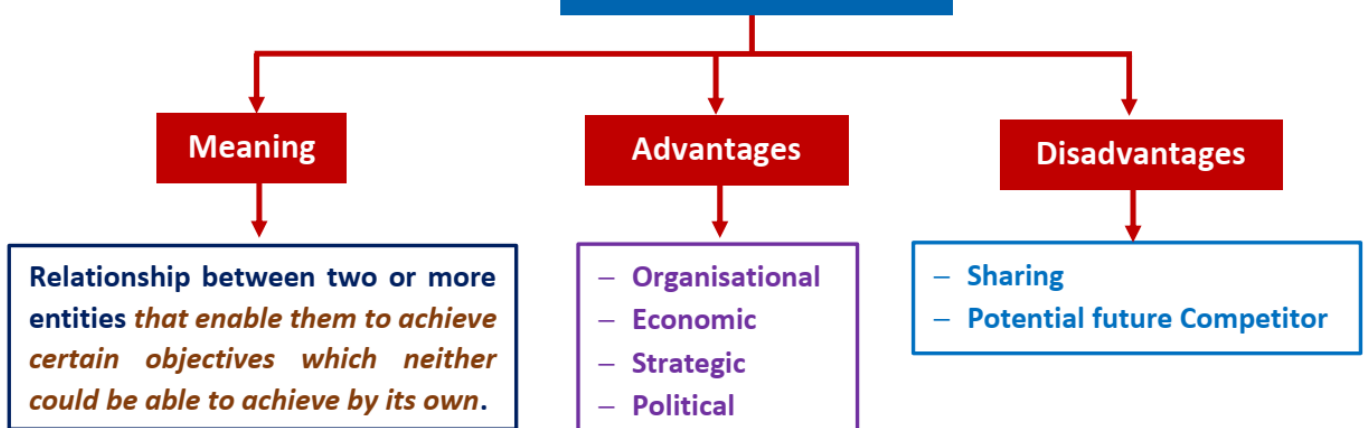 Meaning
Advantages
Disadvantages
Relationship between two or more
entities that enable them to achieve
certain objectives which neither
could be able to achieve by its own.
– Organisational
– Economic
– Strategic
– Political
– Sharing
– Potential future Competitor